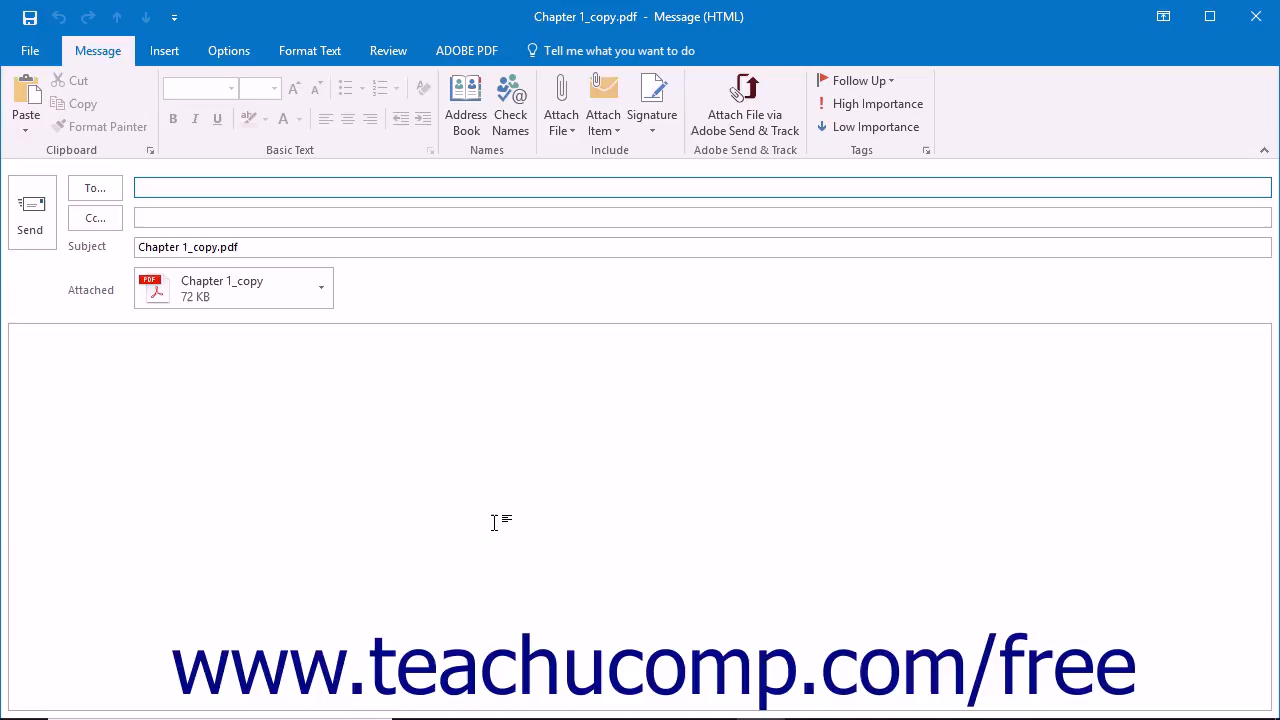 Chapter 1_copy.pdf - Message (HTML)
File Message Insert Options Format Text Review ADOBE PDF Tell me what you want to do
Paste
Cut
Copy
Format Painter
Clipboard
B I U A
Basic Text
Address Book
Check Names
Names
Attach File
Attach Item
Signature
Include
Attach File via
Adobe Send & Track
Adobe Send & Track
Follow Up
High Importance
Low Importance
Tags
Send
To...
Cc...
Subject Chapter 1_copy.pdf
Attached PDF Chapter 1_copy
72 KB
www.teachucomp.com/free